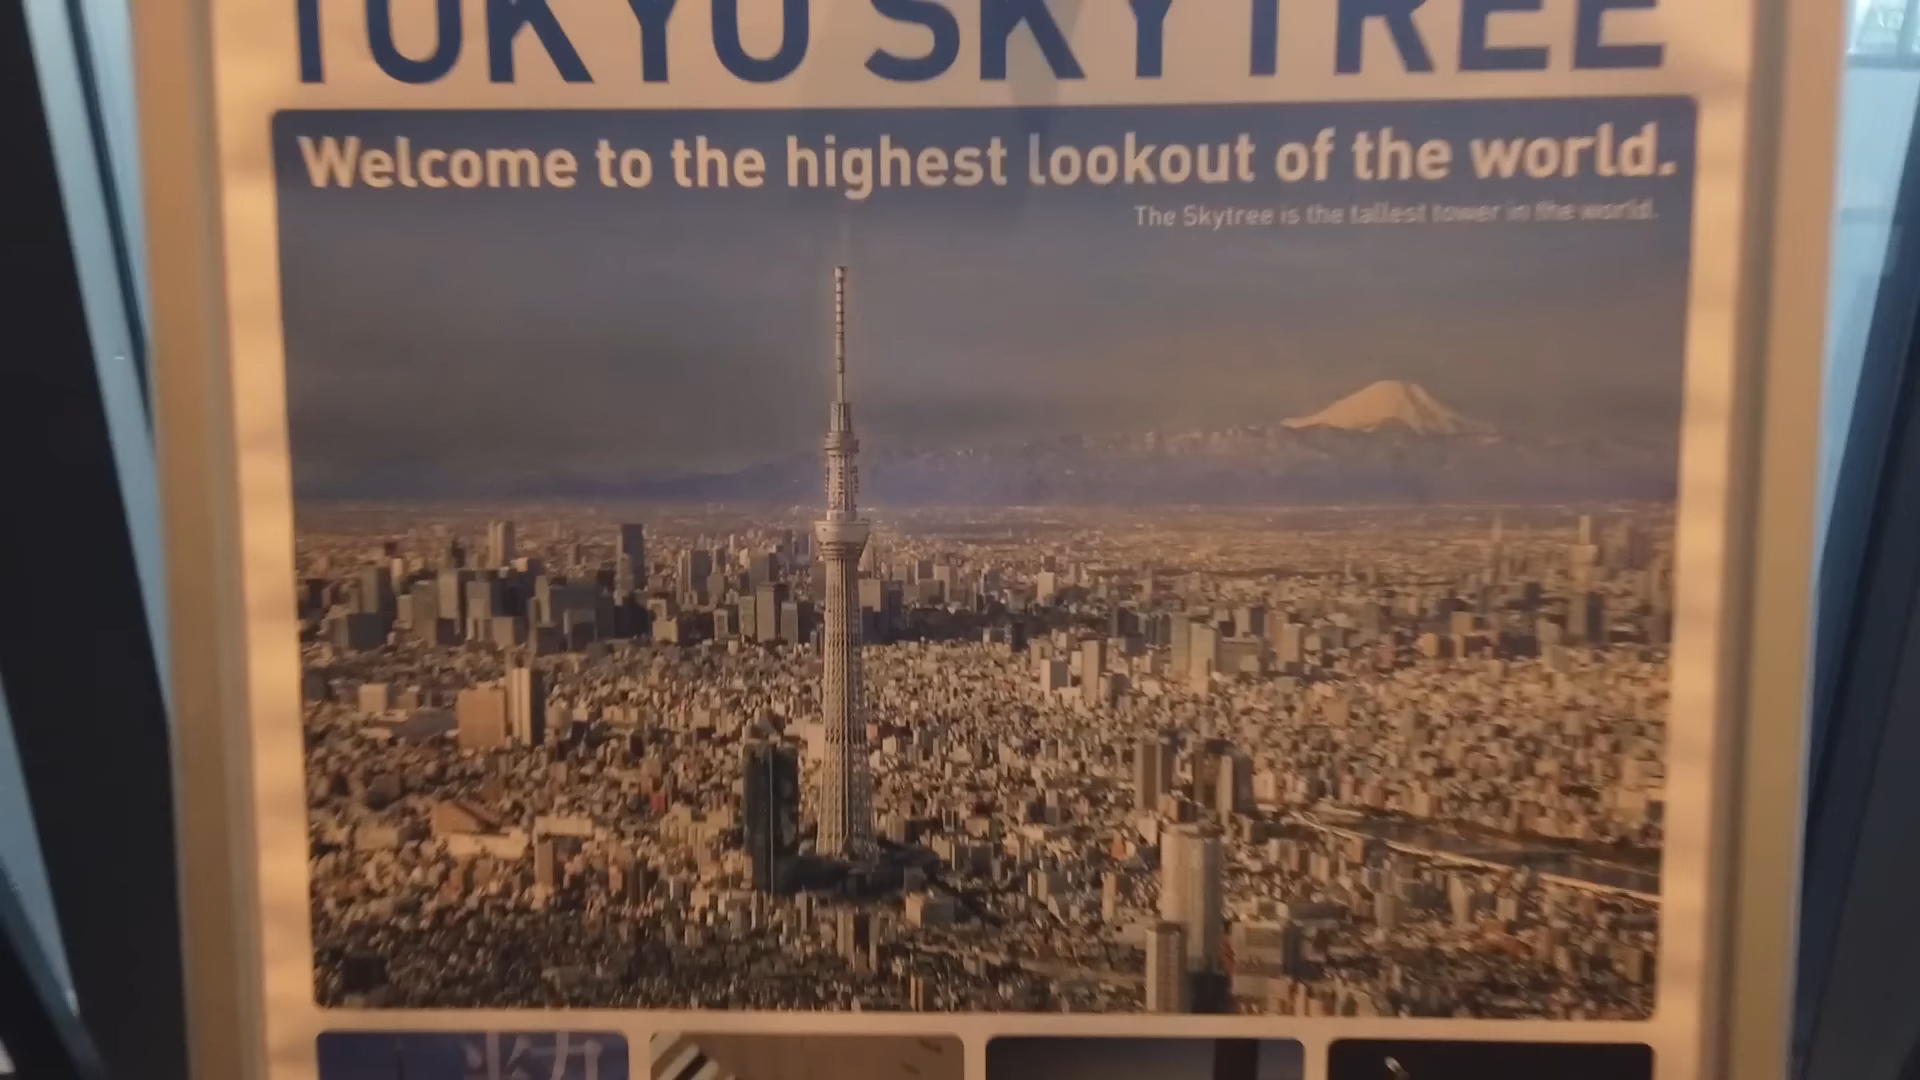 TOKYO SKYTREE
Welcome to the highest lookout of the world.
The Skytree is the tallest tower in the world.